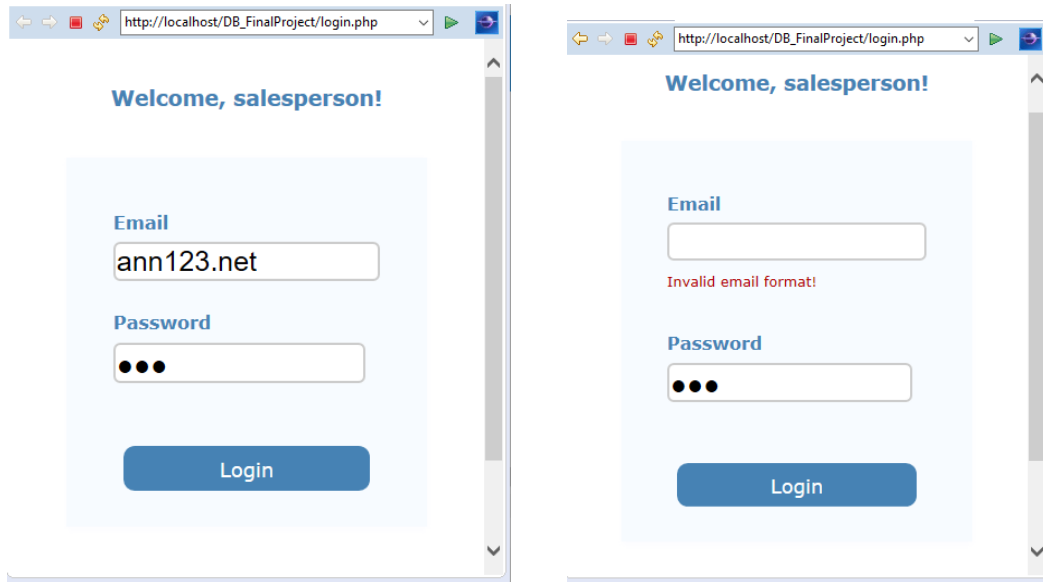 http://localhost/DB_FinalProject/login.php
Welcome, salesperson!
Email
ann123.net
Password
Login
http://localhost/DB_FinalProject/login.php
Welcome, salesperson!
Email
Invalid email format!
Password
Login